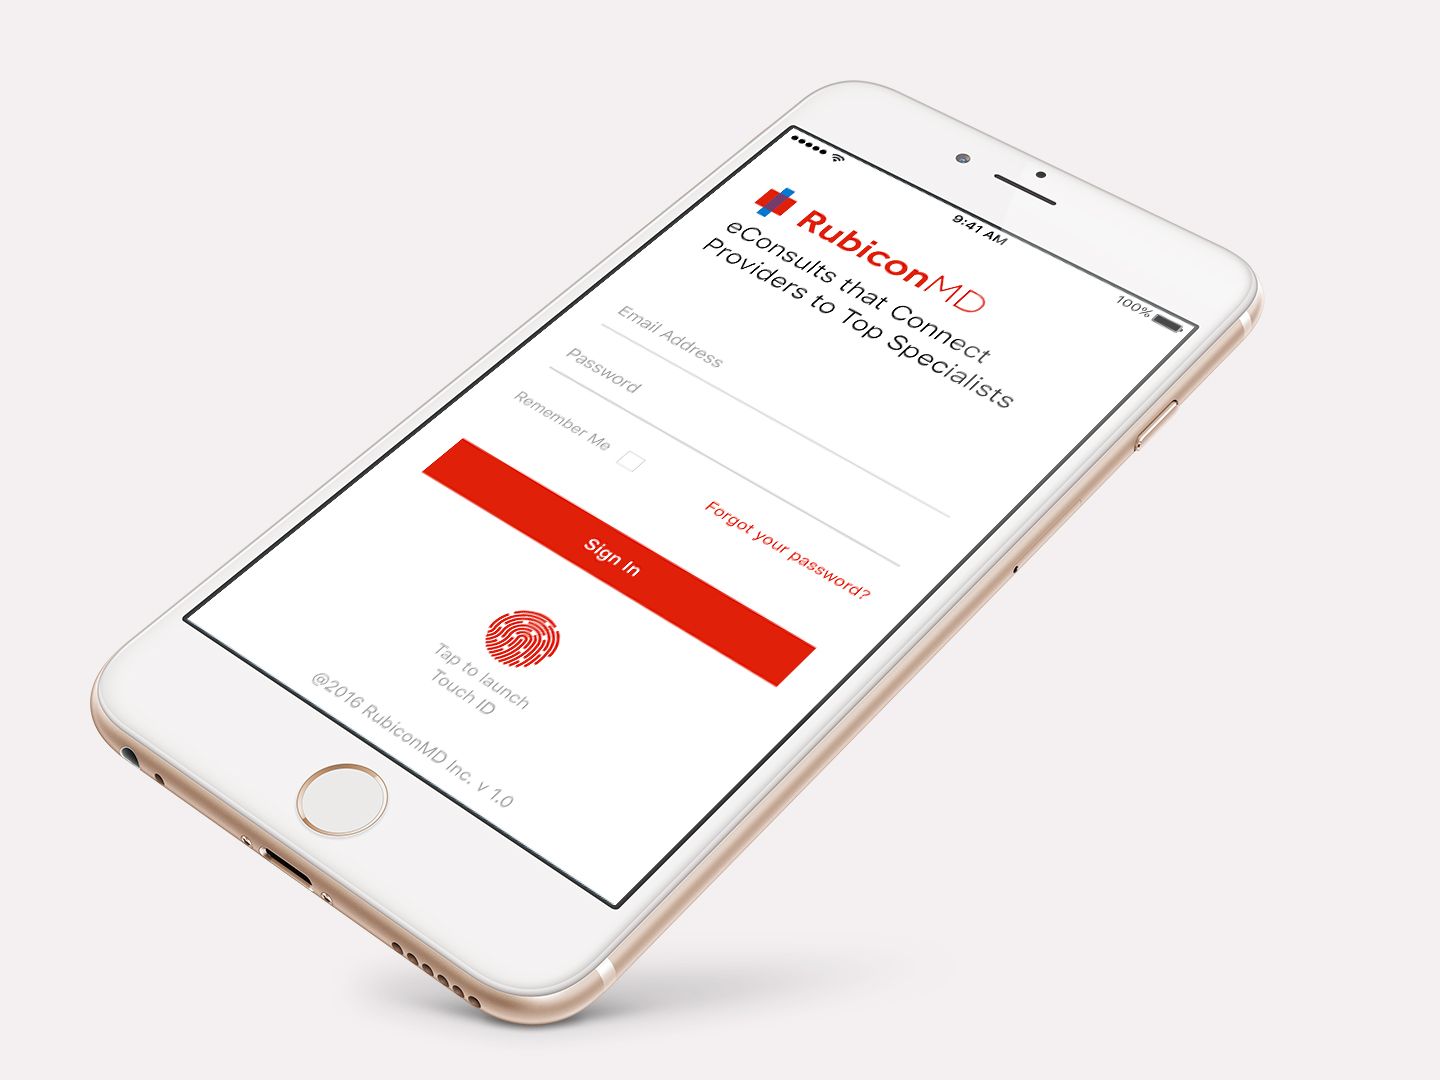 9:41 AM
100%
RubiconMD
eConsults that Connect
Providers to Top Specialists
Email Address
Password
Remember Me
Forgot your password?
Sign In
Tap to launch
Touch ID
@2016 RubiconMD Inc. v 1.0